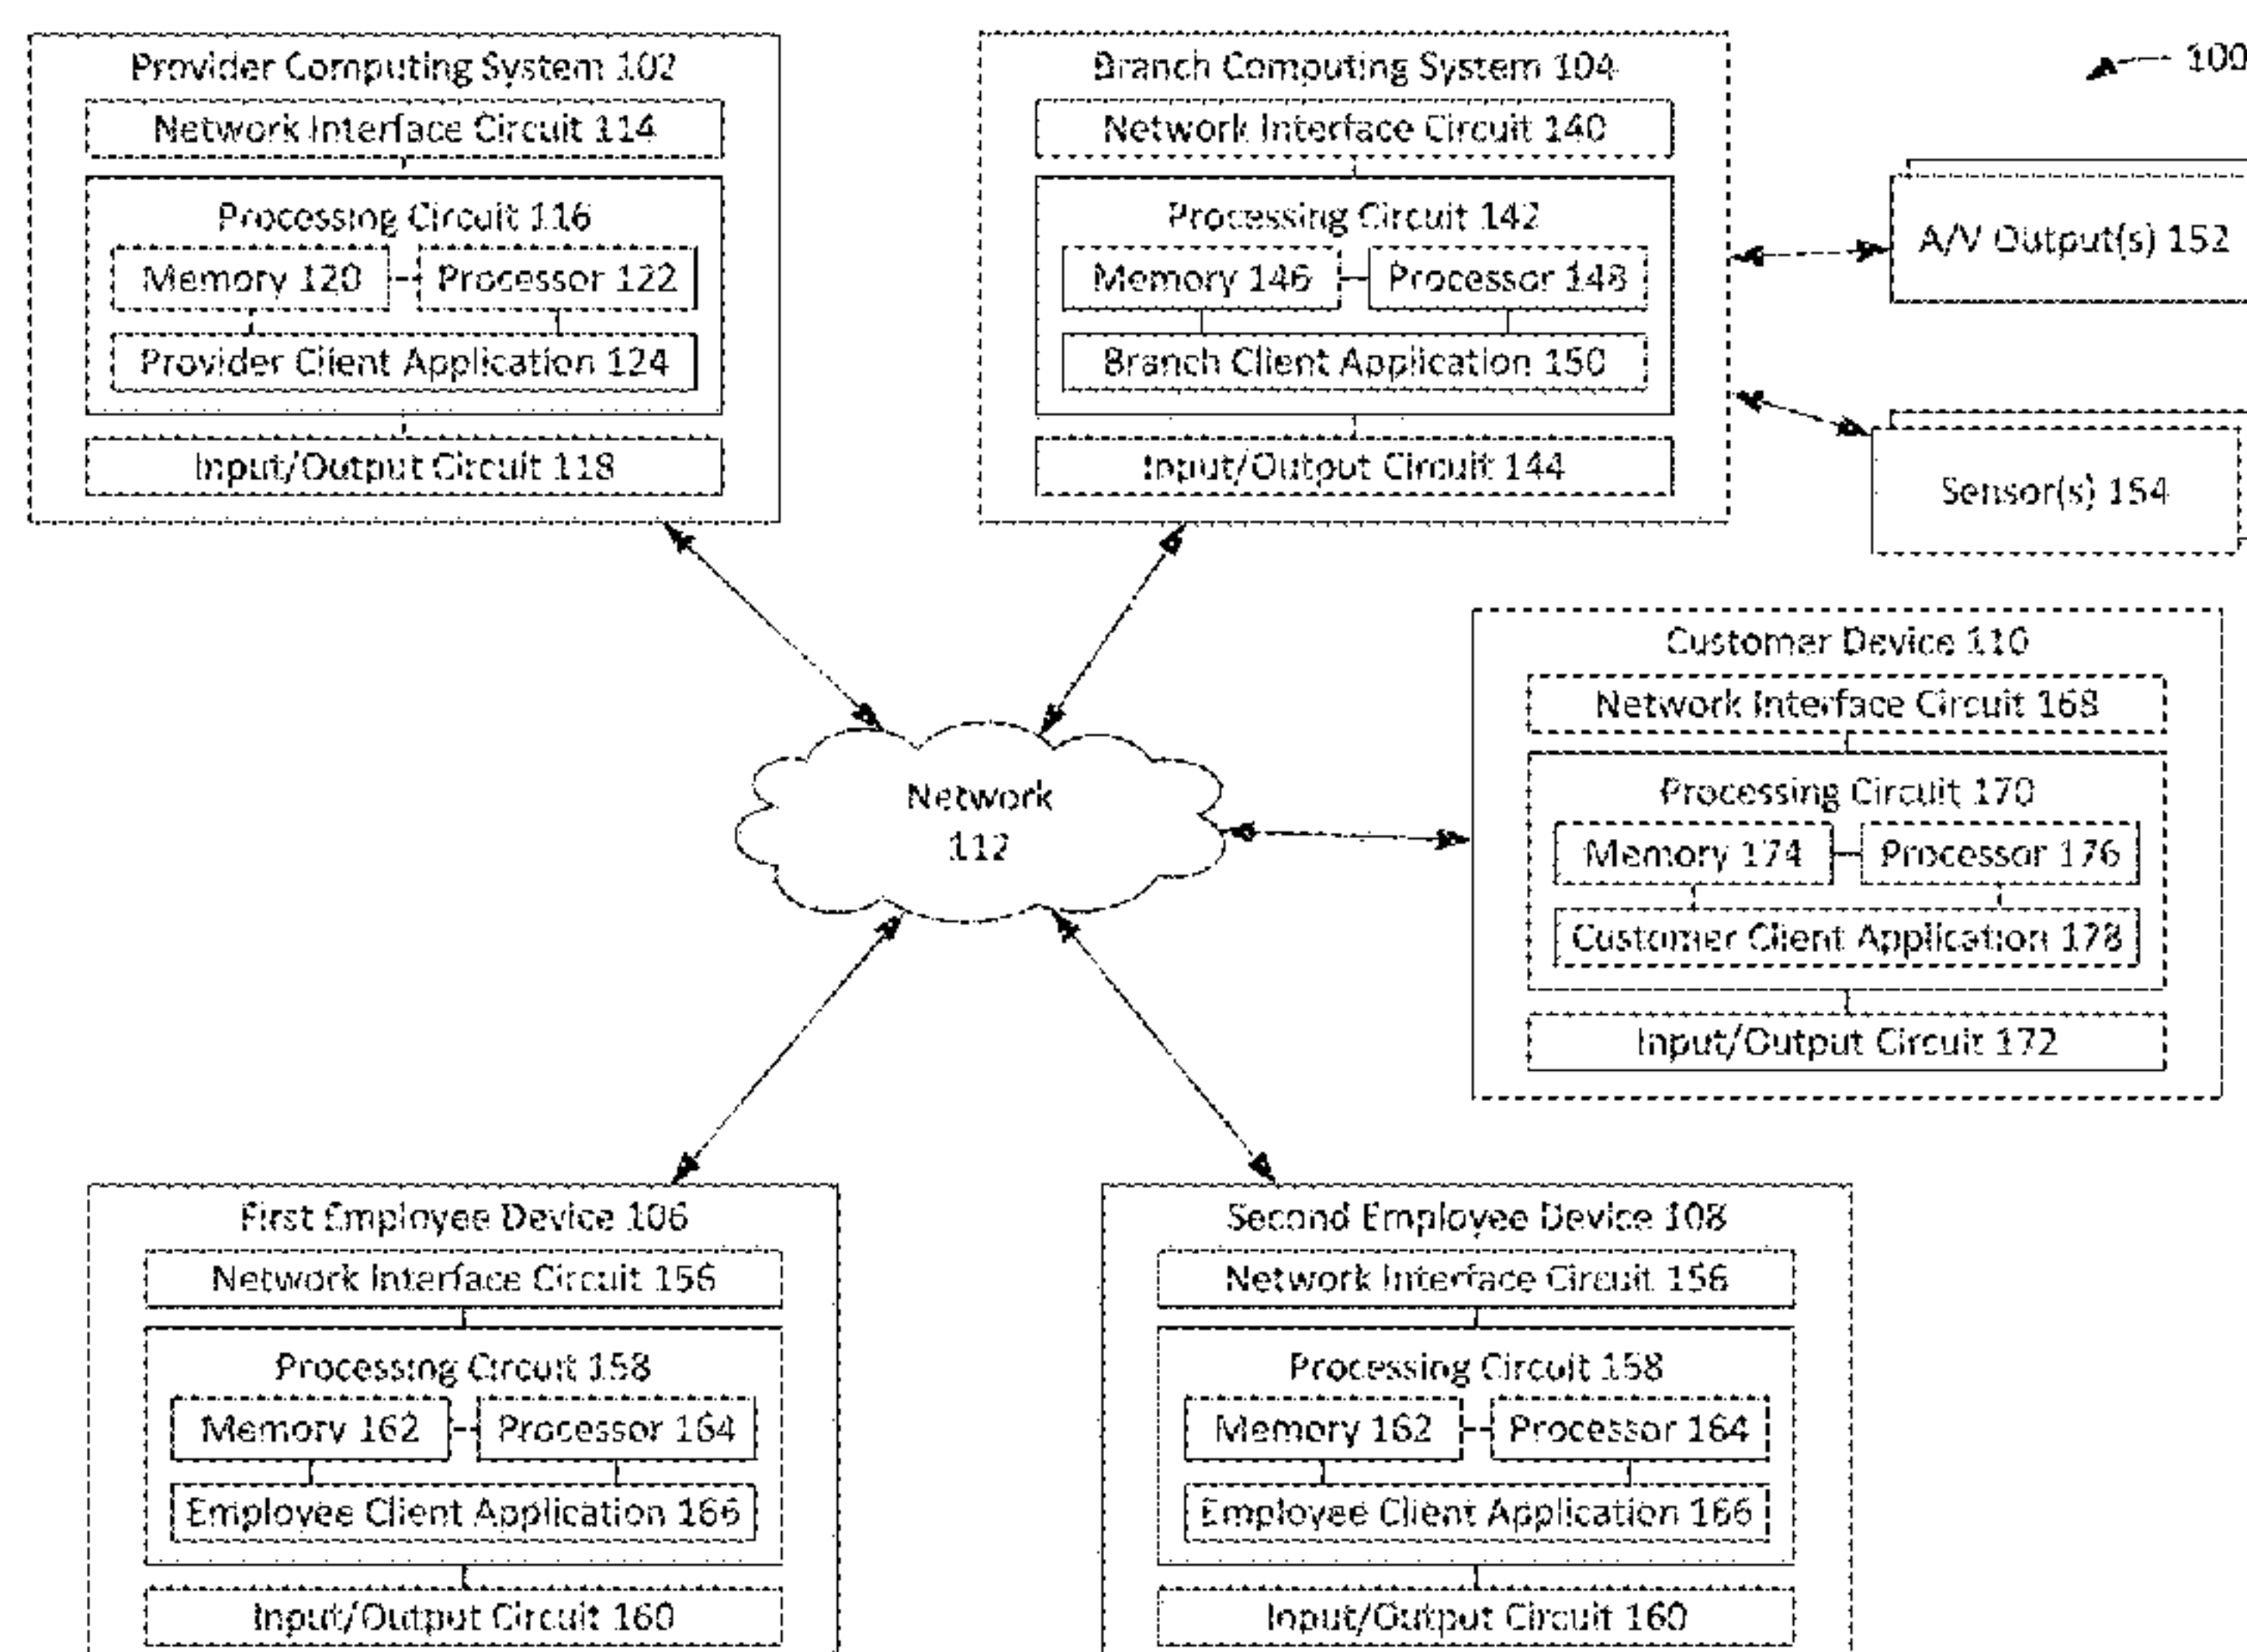 Provider Computing System 102
Network Interface Circuit 114
Processing Circuit 116
Memory 120
Processor 122
Provider Client Application 124
Input/Output Circuit 118
Branch Computing System 104
Network Interface Circuit 140
Processing Circuit 142
Memory 146
Processor 148
Branch Client Application 150
Input/Output Circuit 144
100
A/V Output(s) 152
Sensor(s) 154
Customer Device 110
Network Interface Circuit 168
Processing Circuit 170
Memory 174
Processor 176
Customer Client Application 178
Input/Output Circuit 172
Network
112
First Employee Device 106
Network Interface Circuit 156
Processing Circuit 158
Memory 162
Processor 164
Employee Client Application 166
Input/Output Circuit 160
Second Employee Device 108
Network Interface Circuit 156
Processing Circuit 158
Memory 162
Processor 164
Employee Client Application 166
Input/Output Circuit 160